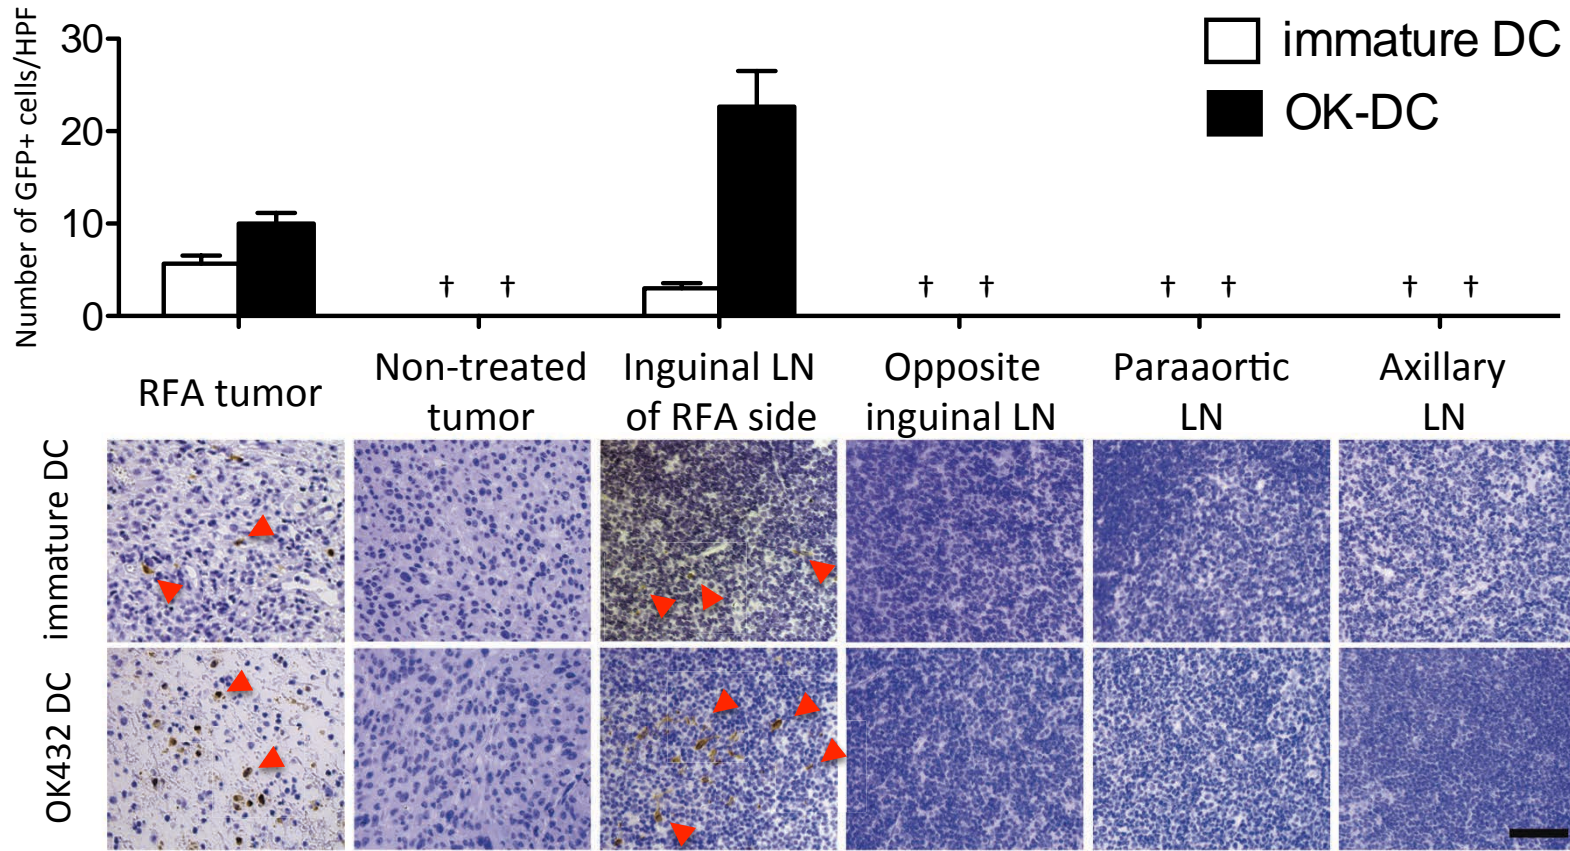 Number of GFP+ cells/HPF
30
20
10
0
immature DC
OK-DC
† † † † † † † †
RFA tumor
Non-treated
tumor
Inguinal LN
of RFA side
Opposite
inguinal LN
Paraaortic
LN
Axillary
LN
immature DC
OK432 DC